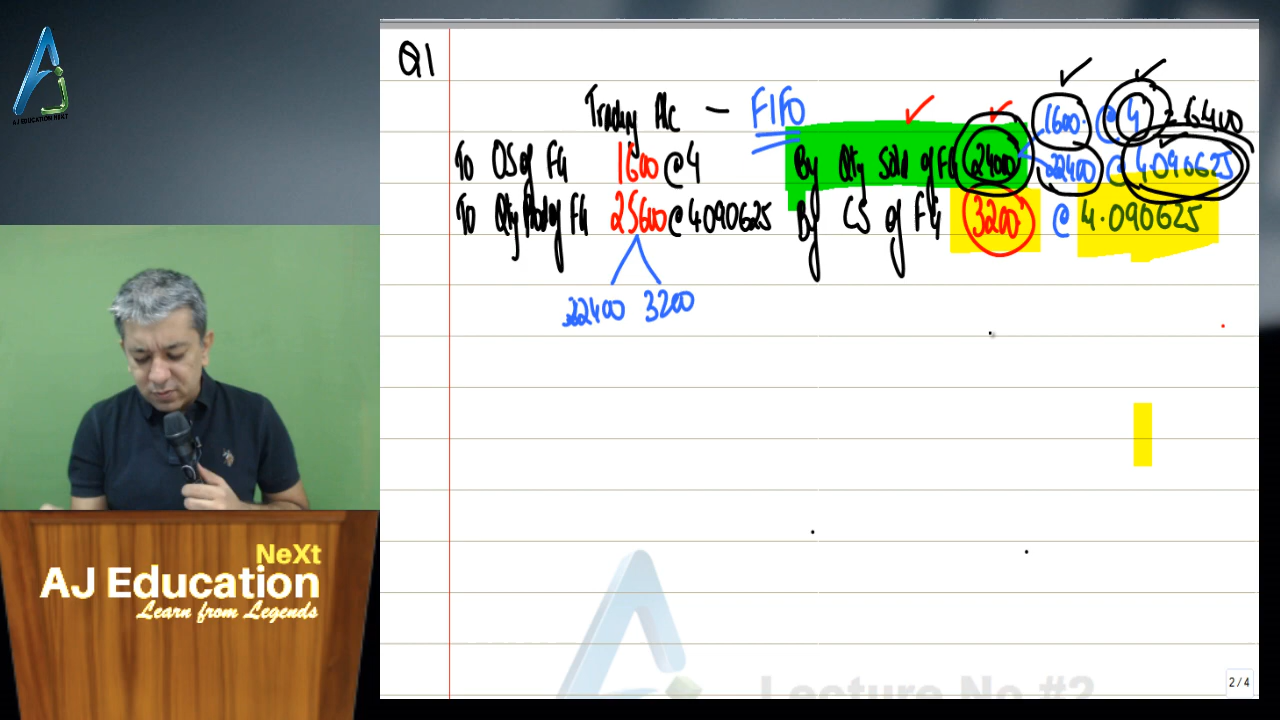 AJ EDUCATION NEXT
Q1
Trading A/c – FIFO
1600 @ 4 = 6400
To OS of FG 1600 @ 4 By Qty Sold of FG 24000 22400 @ 4.090625
To Qty Prod of FG 25600 @ 4.090625 By CS of FG 3200 @ 4.090625
22400 3200
NeXt
AJ Education
Learn from Legends
Lecture No #2
2/4